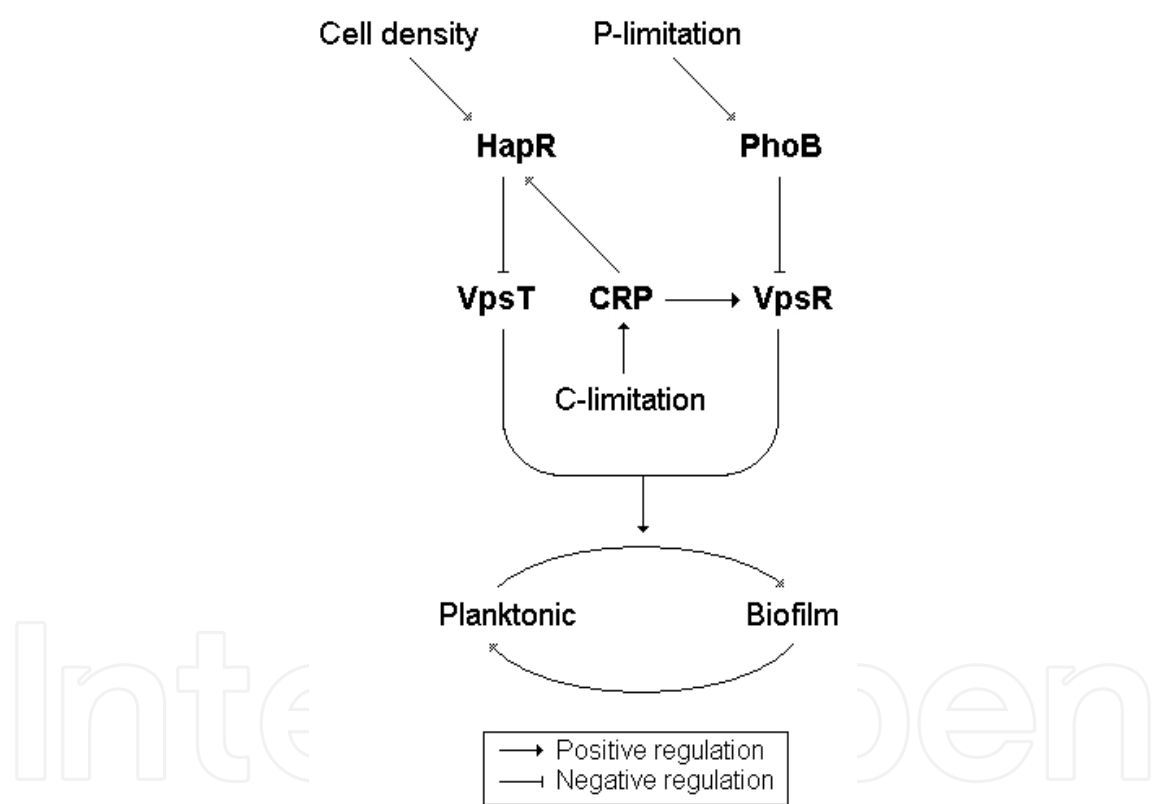 Cell density P-limitation
HapR PhoB
VpsT CRP VpsR
C-limitation
Planktonic Biofilm
Positive regulation
Negative regulation